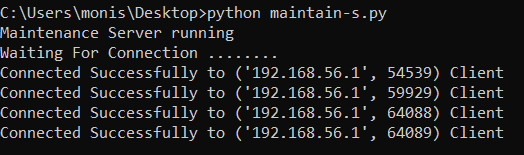 C:\Users\monis\Desktop>python maintain-s.py
Maintenance Server running
Waiting For Connection ........
Connected Successfully to ('192.168.56.1', 54539) Client
Connected Successfully to ('192.168.56.1', 59929) Client
Connected Successfully to ('192.168.56.1', 64088) Client
Connected Successfully to ('192.168.56.1', 64089) Client